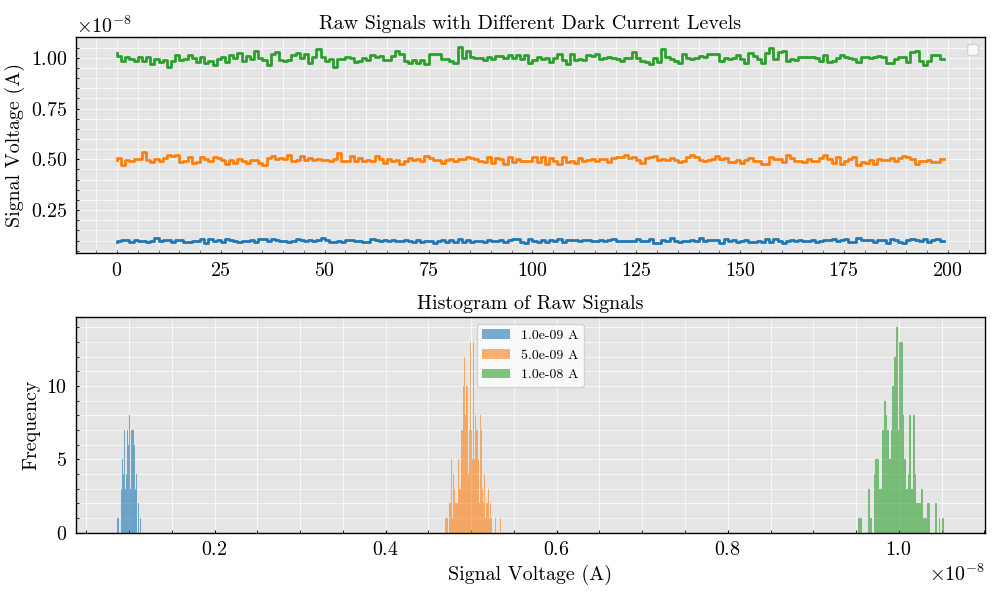 Raw Signals with Different Dark Current Levels
×10⁻⁸
Signal Voltage (A)
1.00
0.75
0.50
0.25
0 25 50 75 100 125 150 175 200
Histogram of Raw Signals
Frequency
10
5
0
1.0e-09 A
5.0e-09 A
1.0e-08 A
0.2 0.4 0.6 0.8 1.0
Signal Voltage (A)
×10⁻⁸